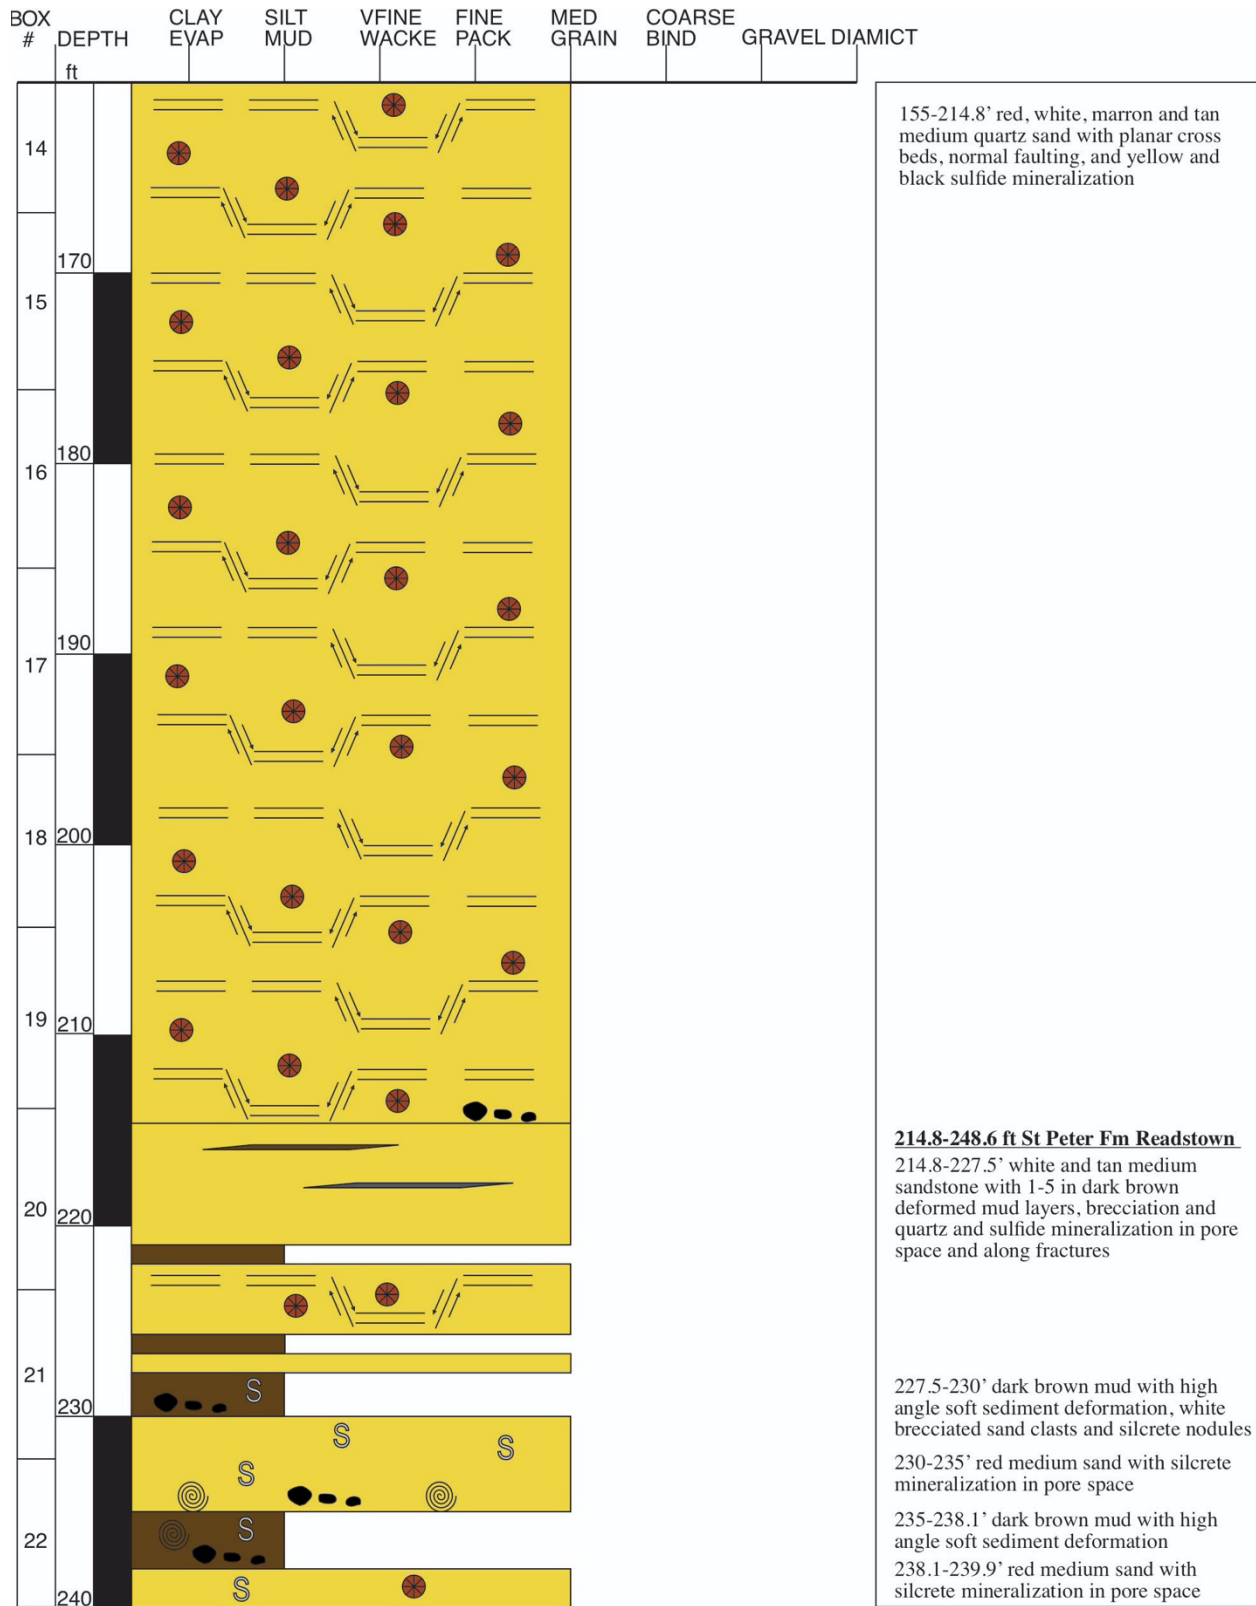 BOX
#
DEPTH
CLAY
EVAP
SILT
MUD
VFINE
WACKE
FINE
PACK
MED
GRAIN
COARSE
BIND
GRAVEL DIAMICT
ft
155-214.8' red, white, marron and tan
medium quartz sand with planar cross
beds, normal faulting, and yellow and
black sulfide mineralization
14
170
15
180
16
190
17
200
18
210
19
214.8-248.6 ft St Peter Fm Readstown
214.8-227.5' white and tan medium
sandstone with 1-5 in dark brown
deformed mud layers, brecciation and
quartz and sulfide mineralization in pore
space and along fractures
20
220
21
S
227.5-230' dark brown mud with high
angle soft sediment deformation, white
brecciated sand clasts and silcrete nodules
230
S
S
S
230-235' red medium sand with silcrete
mineralization in pore space
22
S
235-238.1' dark brown mud with high
angle soft sediment deformation
238.1-239.9' red medium sand with
silcrete mineralization in pore space
S
240